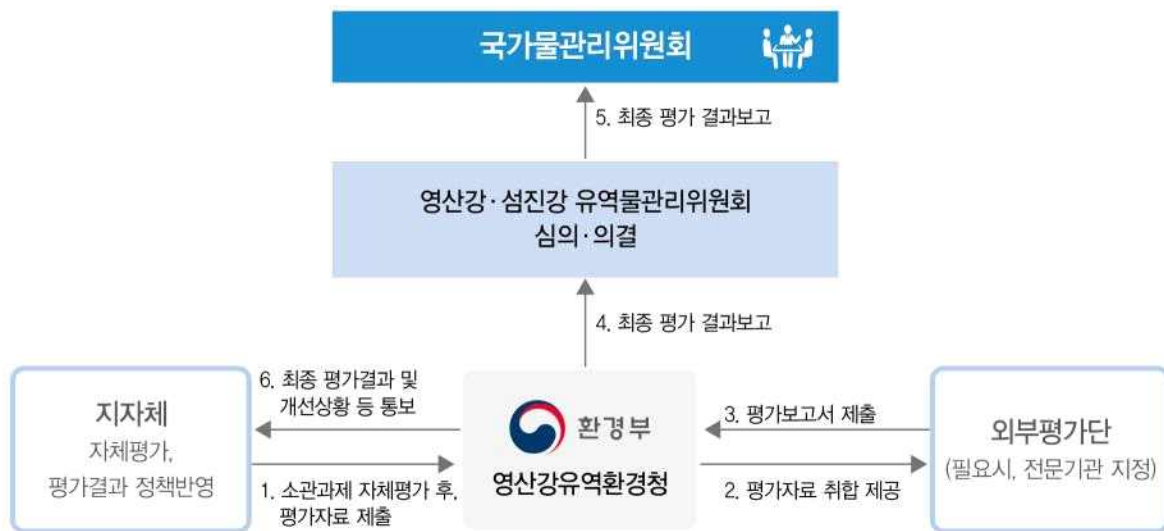 국가물관리위원회
5. 최종 평가 결과보고
영산강·섬진강 유역물관리위원회
심의·의결
4. 최종 평가 결과보고
지자체
자체평가,
평가결과 정책반영
6. 최종 평가결과 및
개선상황 등 통보
1. 소관과제 자체평가 후,
평가자료 제출
환경부
영산강유역환경청
3. 평가보고서 제출
2. 평가자료 취합 제공
외부평가단
(필요시, 전문기관 지정)